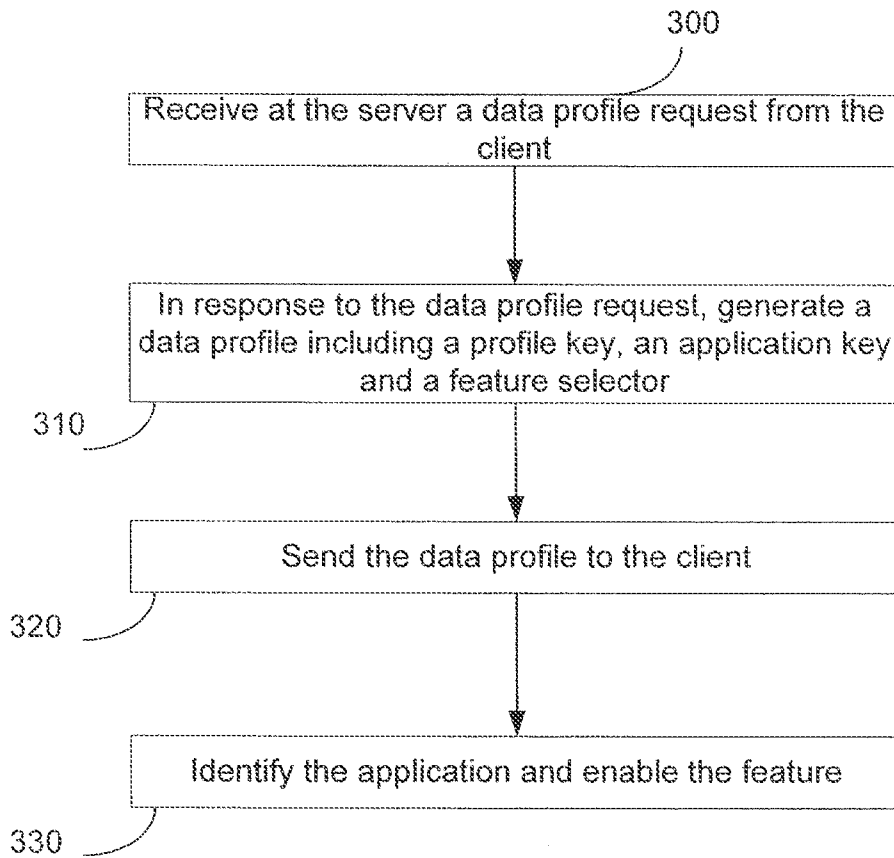 300
Receive at the server a data profile request from the
client
In response to the data profile request, generate a
data profile including a profile key, an application key
and a feature selector
310
Send the data profile to the client
320
Identify the application and enable the feature
330